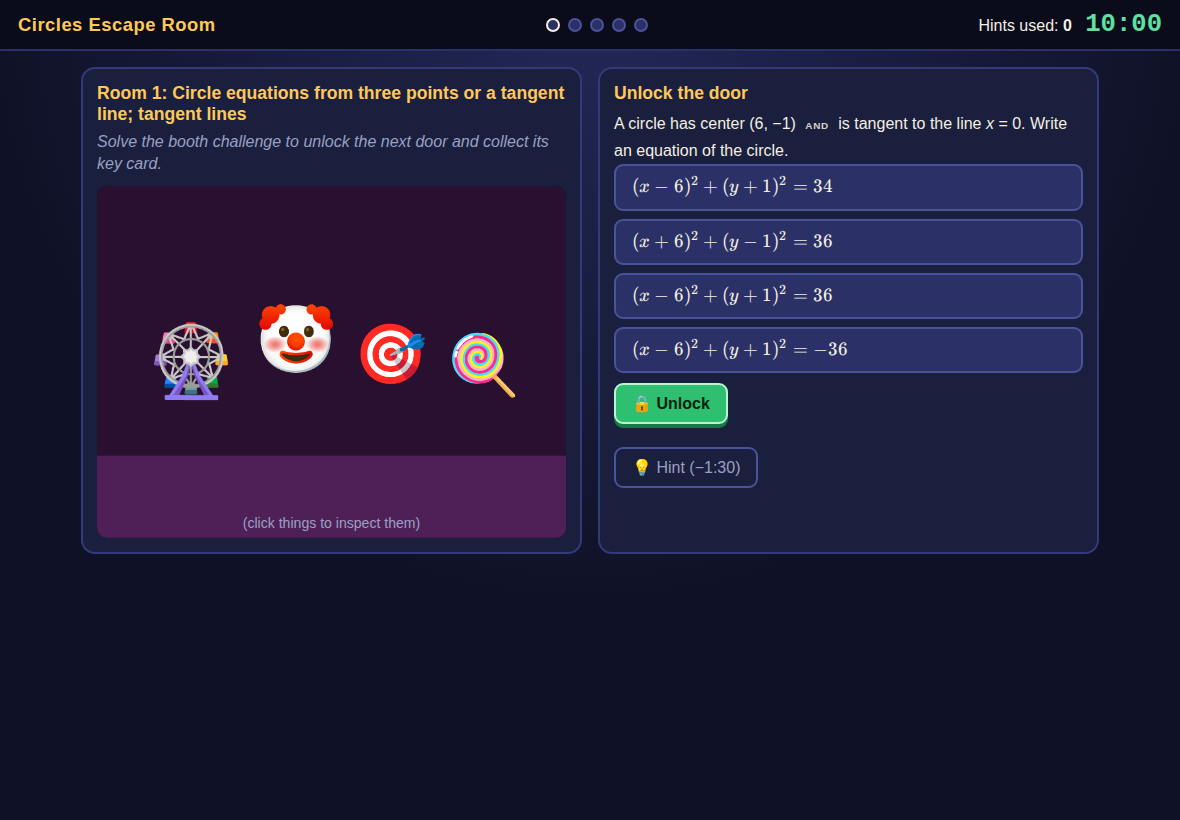 Circles Escape Room
Hints used: 0 10:00
Room 1: Circle equations from three points or a tangent
line; tangent lines
Solve the booth challenge to unlock the next door and collect its
key card.
(click things to inspect them)
Unlock the door
A circle has center (6, −1) AND is tangent to the line x = 0. Write
an equation of the circle.
(x − 6)² + (y + 1)² = 34
(x + 6)² + (y − 1)² = 36
(x − 6)² + (y + 1)² = 36
(x − 6)² + (y + 1)² = −36
🔒 Unlock
💡 Hint (−1:30)